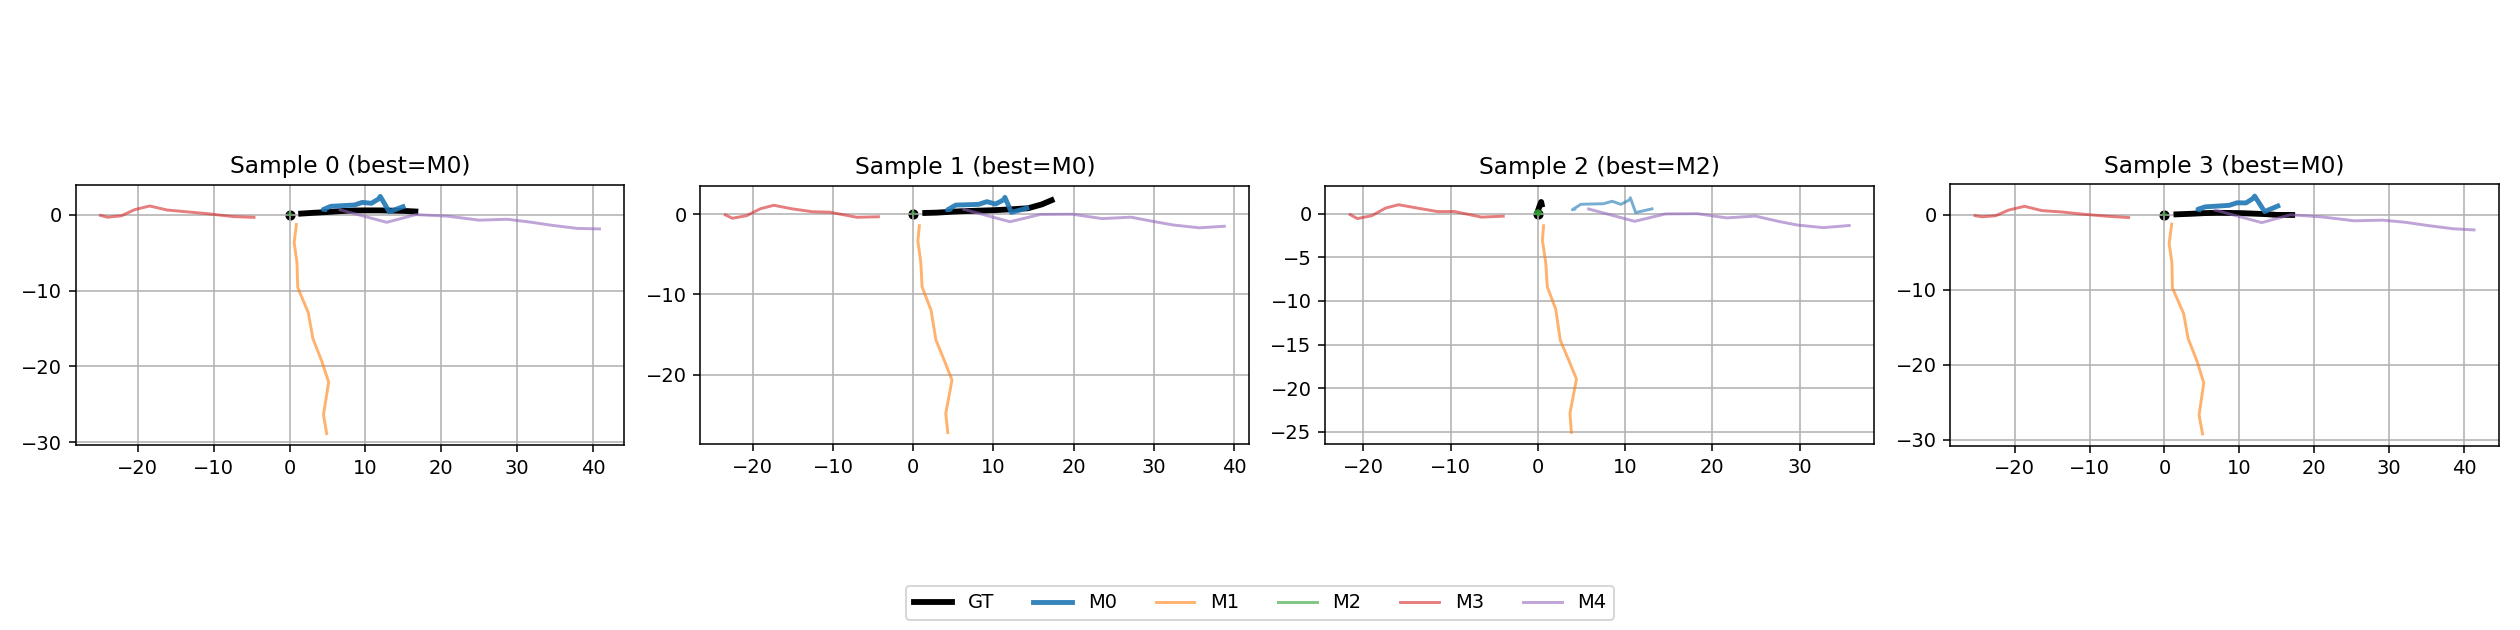 Sample 0 (best=M0) Sample 1 (best=M0) Sample 2 (best=M2) Sample 3 (best=M0)
0 0 0 0
−5
−10 −10 −10 −10
−15
−20 −20 −20 −20
−25
−30 −30
−20 −10 0 10 20 30 40 −20 −10 0 10 20 30 40 −20 −10 0 10 20 30 −20 −10 0 10 20 30 40
GT M0 M1 M2 M3 M4